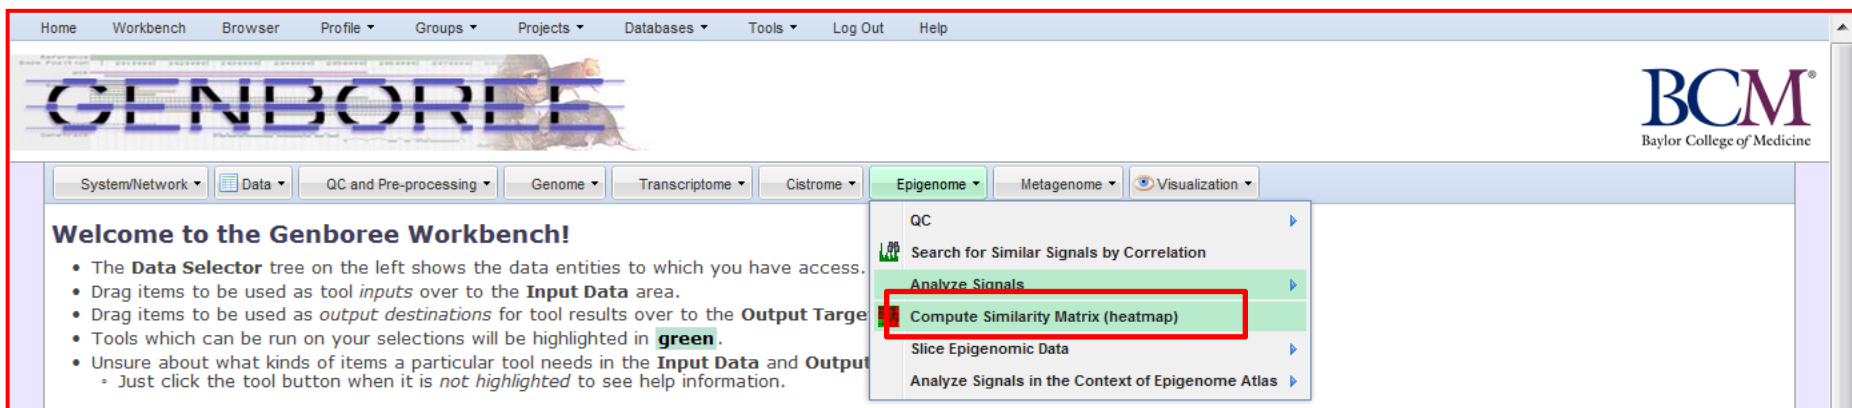 Home Workbench Browser Profile Groups Projects Databases Tools Log Out Help
GENBOREE
BCM®
Baylor College of Medicine
System/Network Data QC and Pre-processing Genome Transcriptome Cistrome Epigenome Metagenome Visualization
Welcome to the Genboree Workbench!
• The Data Selector tree on the left shows the data entities to which you have access.
• Drag items to be used as tool inputs over to the Input Data area.
• Drag items to be used as output destinations for tool results over to the Output Targe
• Tools which can be run on your selections will be highlighted in green.
• Unsure about what kinds of items a particular tool needs in the Input Data and Output
◦ Just click the tool button when it is not highlighted to see help information.
QC
Search for Similar Signals by Correlation
Analyze Signals
Compute Similarity Matrix (heatmap)
Slice Epigenomic Data
Analyze Signals in the Context of Epigenome Atlas